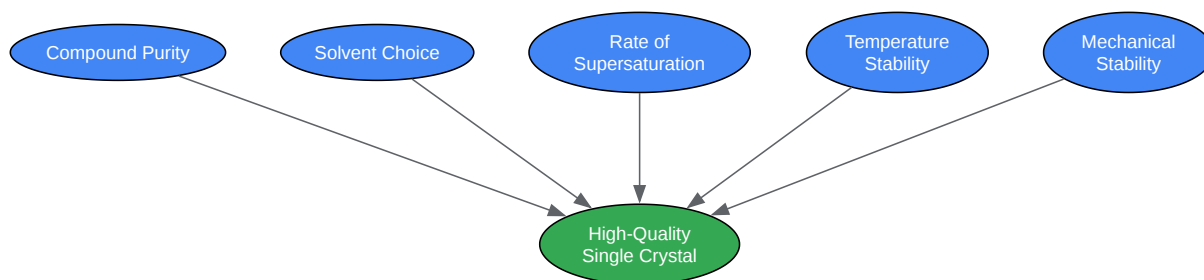 Compound Purity
Solvent Choice
Rate of
Supersaturation
Temperature
Stability
Mechanical
Stability
High-Quality
Single Crystal